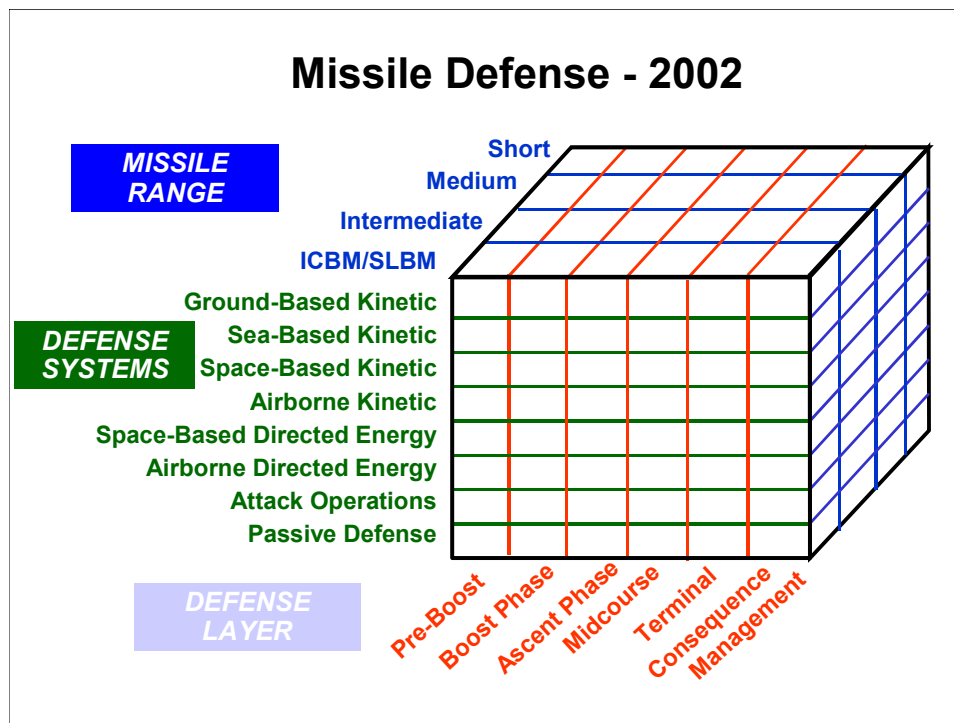 Missile Defense - 2002
MISSILE
RANGE
Short
Medium
Intermediate
ICBM/SLBM
DEFENSE
SYSTEMS
Ground-Based Kinetic
Sea-Based Kinetic
Space-Based Kinetic
Airborne Kinetic
Space-Based Directed Energy
Airborne Directed Energy
Attack Operations
Passive Defense
DEFENSE
LAYER
Pre-Boost
Boost Phase
Ascent Phase
Midcourse
Terminal
Consequence
Management